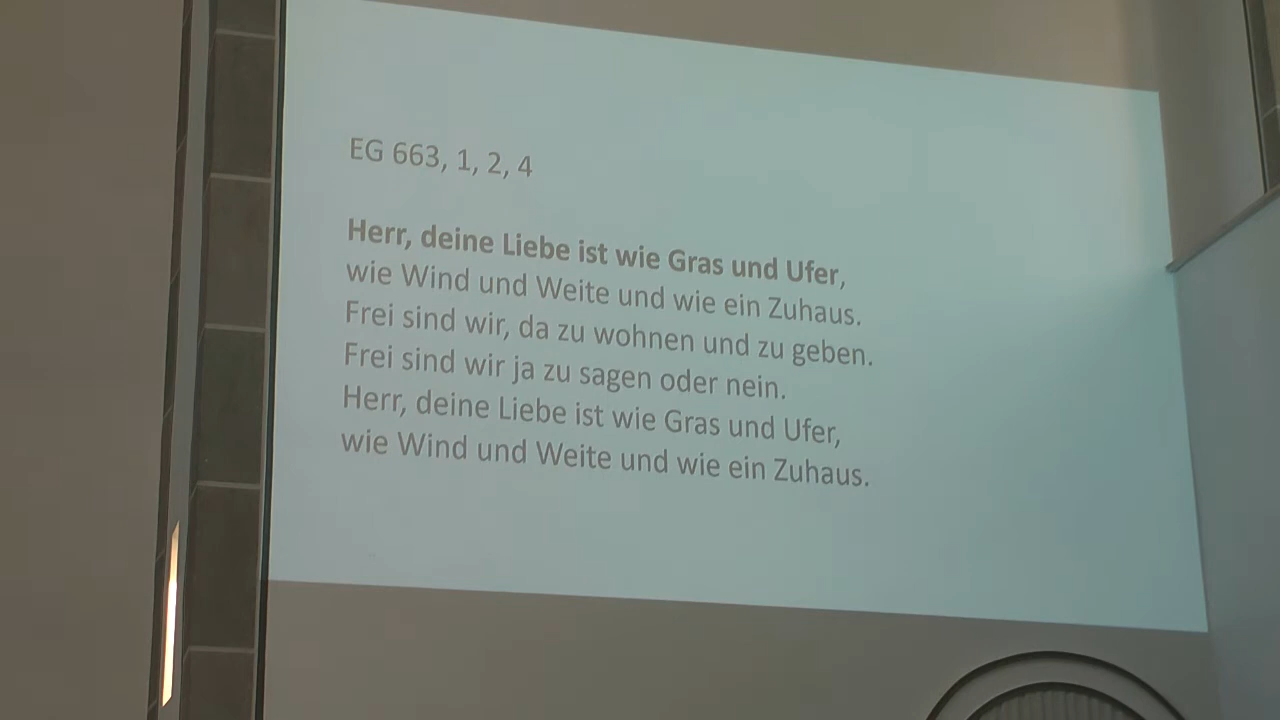 EG 663, 1, 2, 4
Herr, deine Liebe ist wie Gras und Ufer,
wie Wind und Weite und wie ein Zuhaus.
Frei sind wir, da zu wohnen und zu geben.
Frei sind wir ja zu sagen oder nein.
Herr, deine Liebe ist wie Gras und Ufer,
wie Wind und Weite und wie ein Zuhaus.